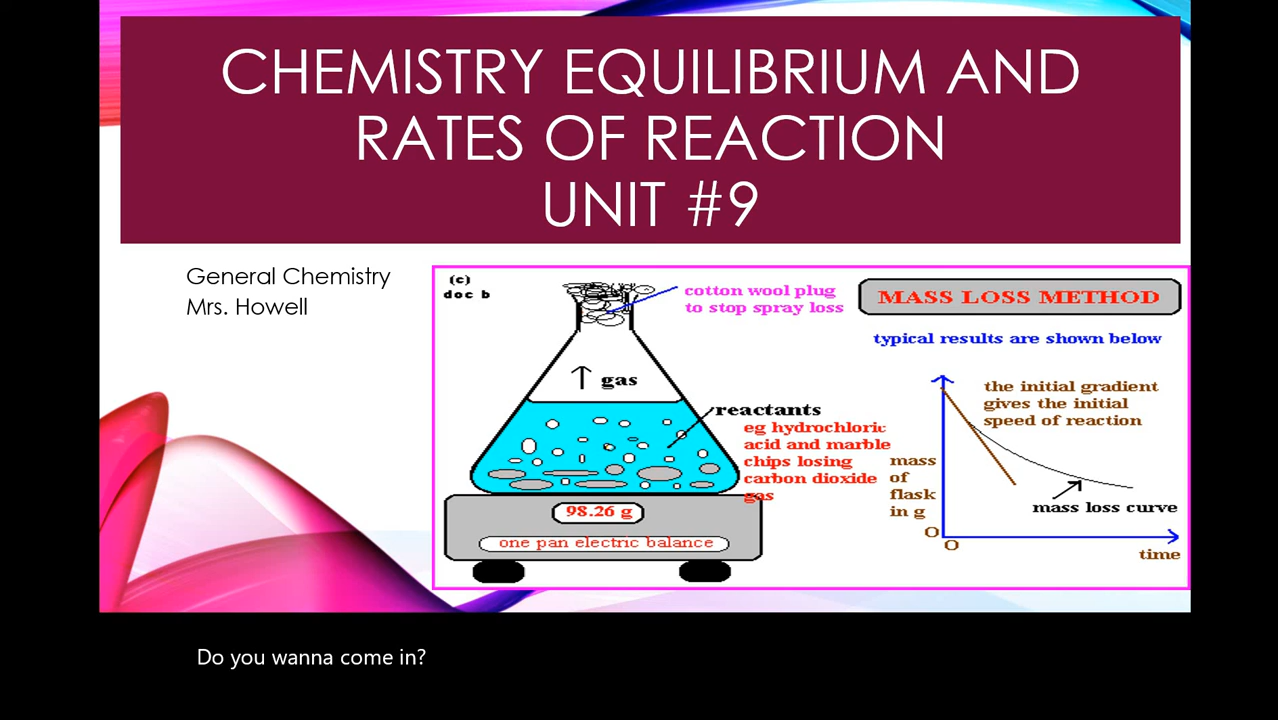 CHEMISTRY EQUILIBRIUM AND
RATES OF REACTION
UNIT #9
General Chemistry
Mrs. Howell
(c)
doc b
cotton wool plug
to stop spray loss
gas
reactants
eg hydrochloric
acid and marble
chips losing
carbon dioxide
gas
98.26 g
one pan electric balance
MASS LOSS METHOD
typical results are shown below
the initial gradient
gives the initial
speed of reaction
mass
of
flask
in g
mass loss curve
O
O
time
Do you wanna come in?